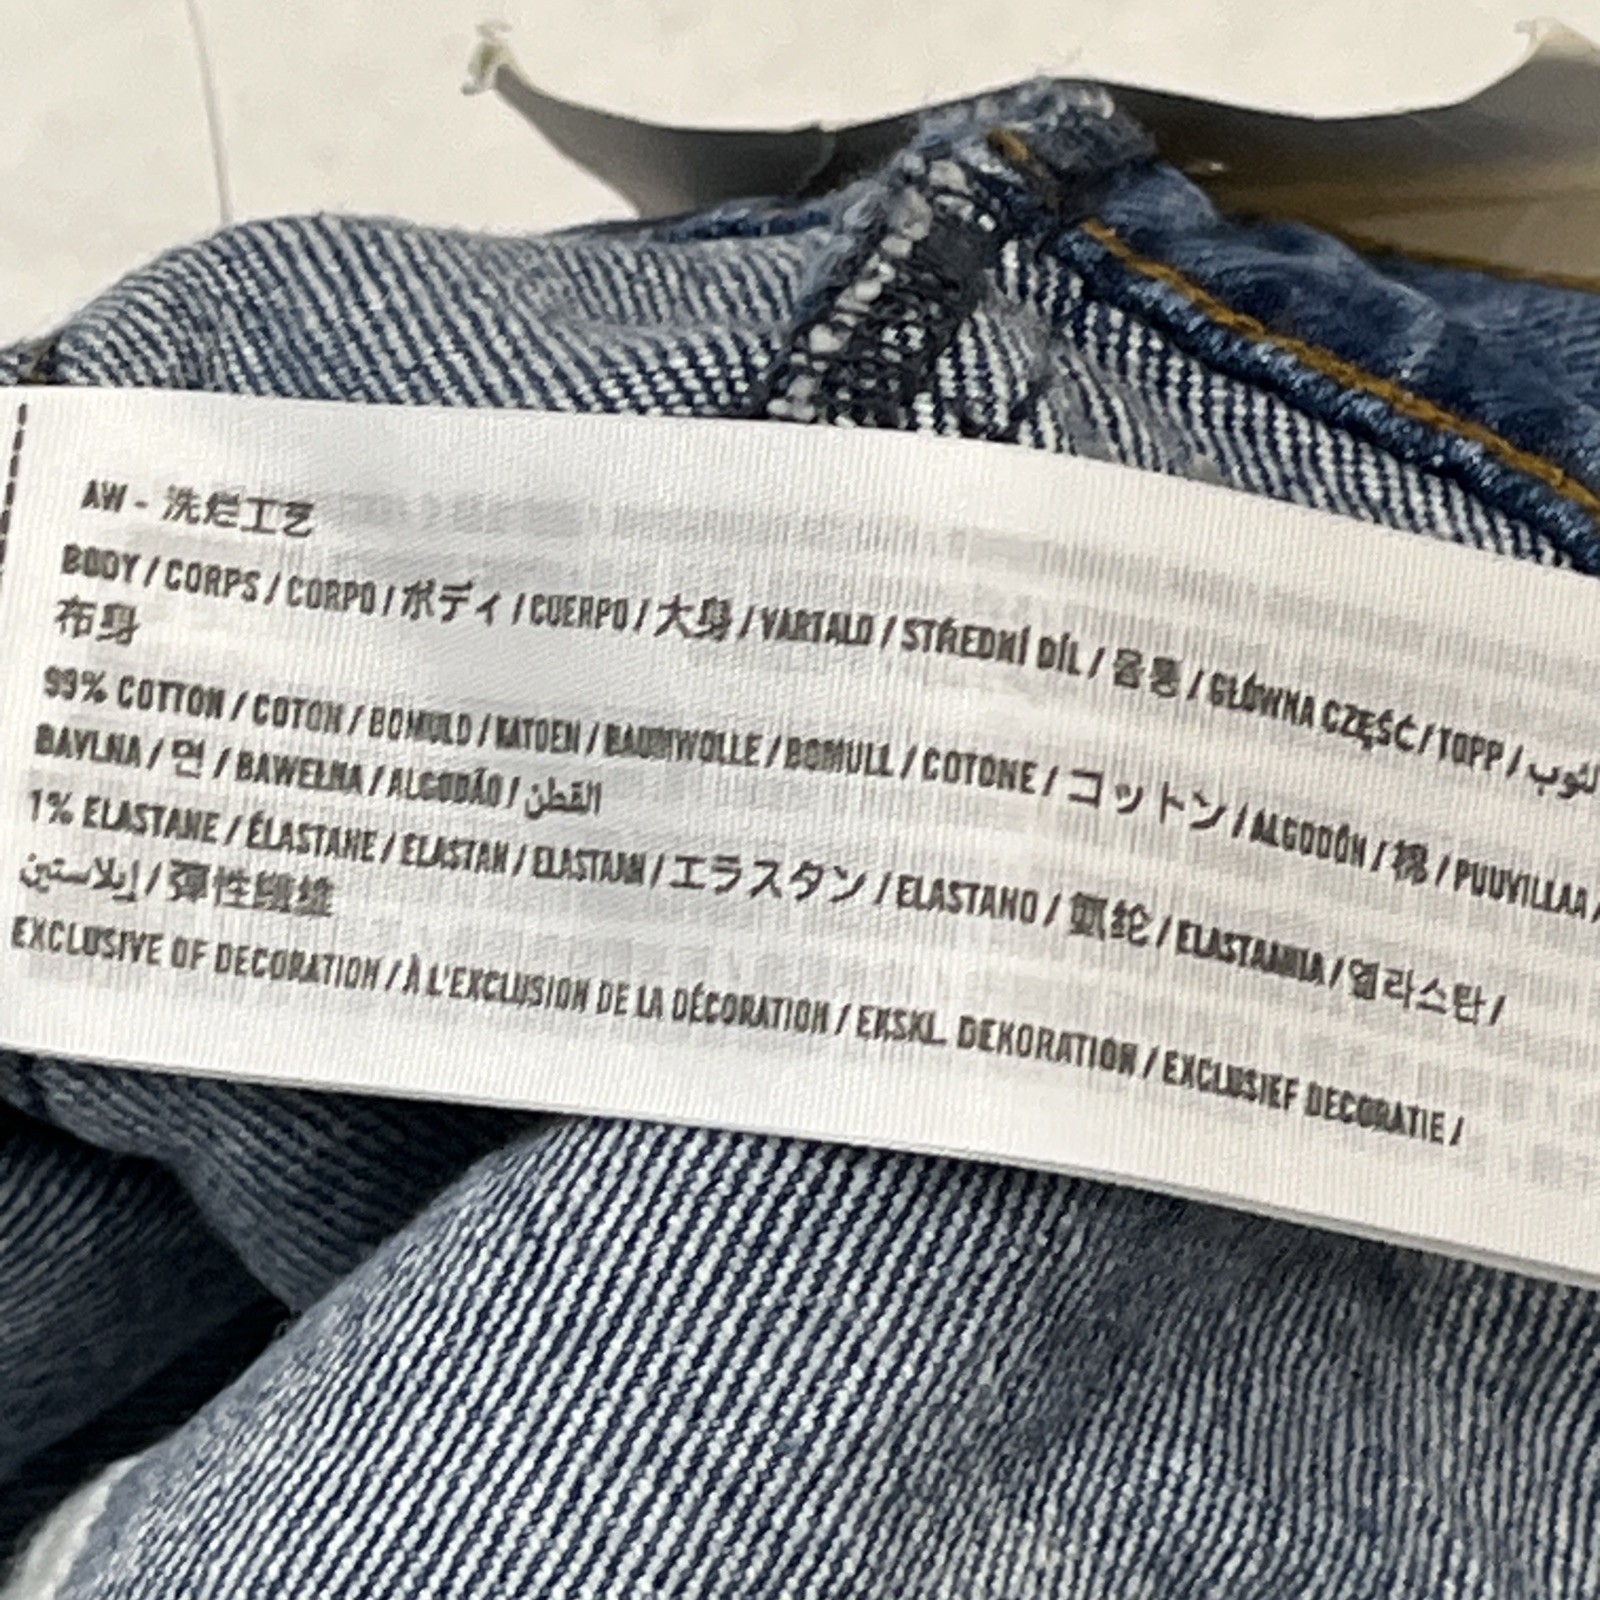 AW - 洗烂工艺
BODY / CORPS / CORPO / ボディ / CUERPO / 大身 / VARTALO / STŘEDNÍ DÍL / 몸통 / GŁÓWNA CZĘŚĆ / TOPP / الثوب
布身
99% COTTON / COTON / BOMULD / KATOEN / BAUMWOLLE / BOMULL / COTONE / コットン / ALGODÓN / 棉 / PUUVILLAA /
BAVLNA / 면 / BAWEŁNA / ALGODÃO / القطن
1% ELASTANE / ÉLASTANE / ELASTAN / ELASTAAN / エラスタン / ELASTANO / 氨纶 / ELASTAANIA / 엘라스탄 /
إيلاستين / 彈性纖維
EXCLUSIVE OF DECORATION / À L'EXCLUSION DE LA DÉCORATION / EKSKL. DEKORATION / EXCLUSIEF DECORATIE /